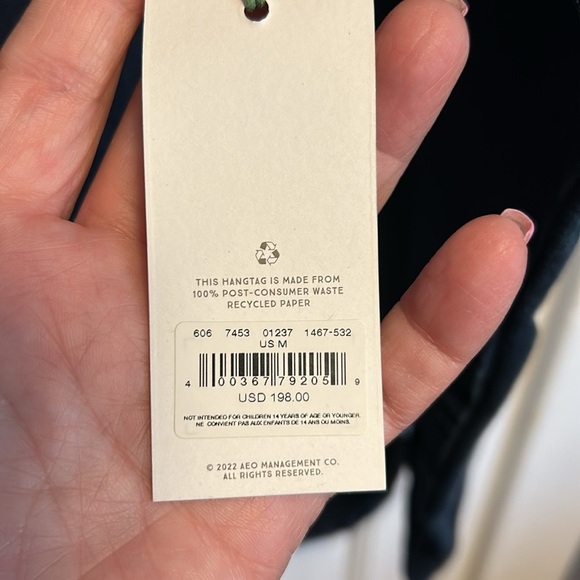 THIS HANGTAG IS MADE FROM
100% POST-CONSUMER WASTE
RECYCLED PAPER
606 7453 01237 1467-532
US M
4 00367 79205 9
USD 198.00
NOT INTENDED FOR CHILDREN 14 YEARS OF AGE OR YOUNGER.
NE CONVIENT PAS AUX ENFANTS DE 14 ANS OU MOINS.
© 2022 AEO MANAGEMENT CO.
ALL RIGHTS RESERVED.